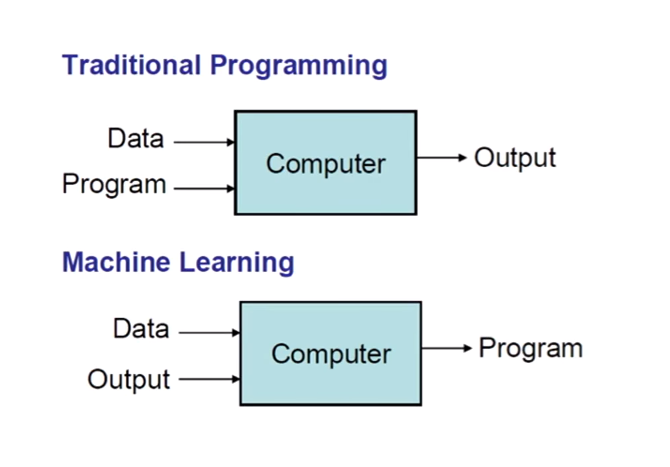 Traditional Programming
Data
Program
Computer
Output
Machine Learning
Data
Output
Computer
Program